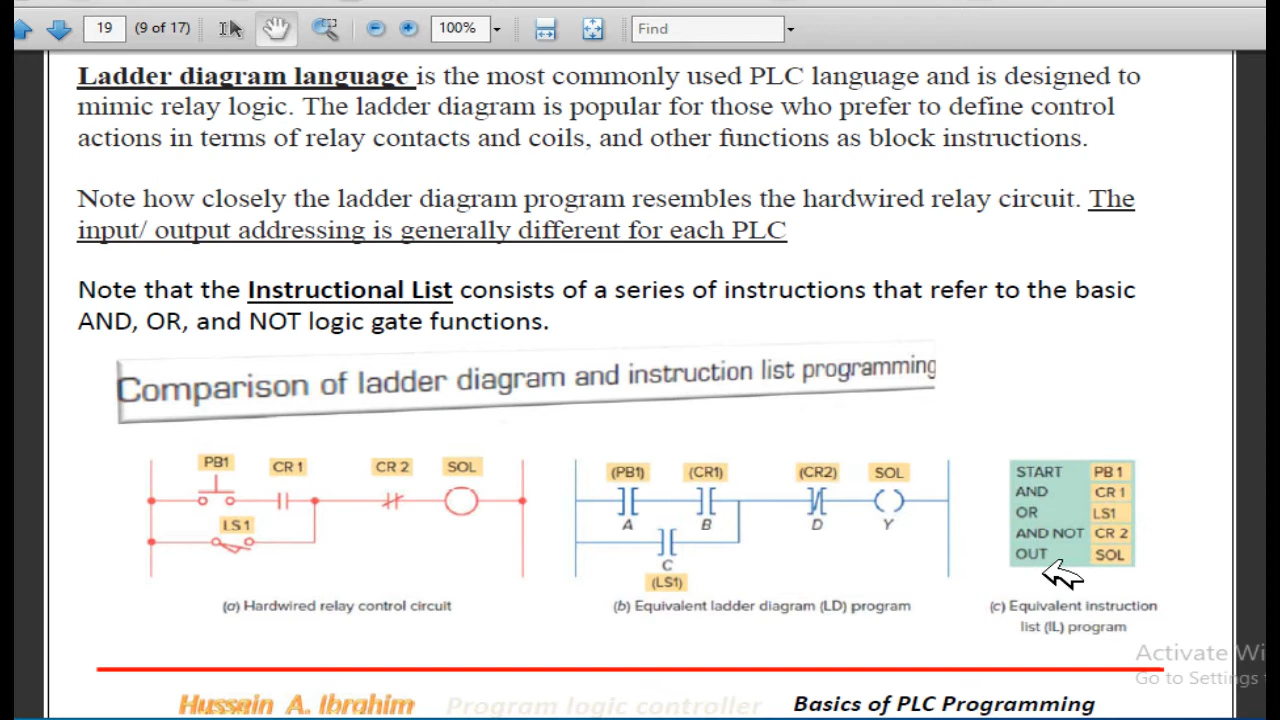 19 (9 of 17) 100% Find
Ladder diagram language is the most commonly used PLC language and is designed to
mimic relay logic. The ladder diagram is popular for those who prefer to define control
actions in terms of relay contacts and coils, and other functions as block instructions.
Note how closely the ladder diagram program resembles the hardwired relay circuit. The
input/ output addressing is generally different for each PLC
Note that the Instructional List consists of a series of instructions that refer to the basic
AND, OR, and NOT logic gate functions.
Comparison of ladder diagram and instruction list programming
PB1 CR 1 CR 2 SOL
LS 1
(a) Hardwired relay control circuit
(PB1) (CR1) (CR2) SOL
A B D Y
C
(LS1)
(b) Equivalent ladder diagram (LD) program
START PB 1
AND CR 1
OR LS1
AND NOT CR 2
OUT SOL
(c) Equivalent instruction
list (IL) program
Activate Wi
Go to Settings
Hussein A. Ibrahim Program logic controller Basics of PLC Programming